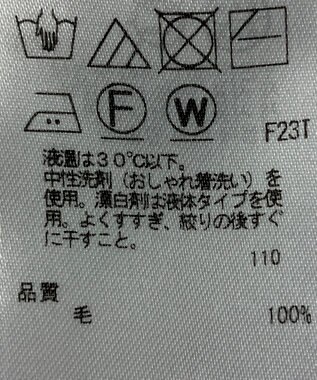 F W
F23T
液温は30℃以下。
中性洗剤(おしゃれ着洗い)を
使用。漂白剤は液体タイプを使
用。よくすすぎ、絞りの後すぐ
に干すこと。
110
品質
毛 100%